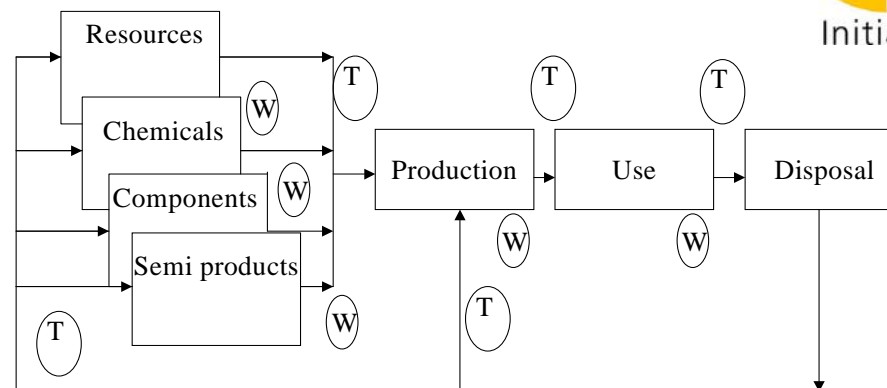 Initia
Resources
T
T
T
W
Chemicals
Production
Use
Disposal
W
Components
W
W
Semi products
T
T
W